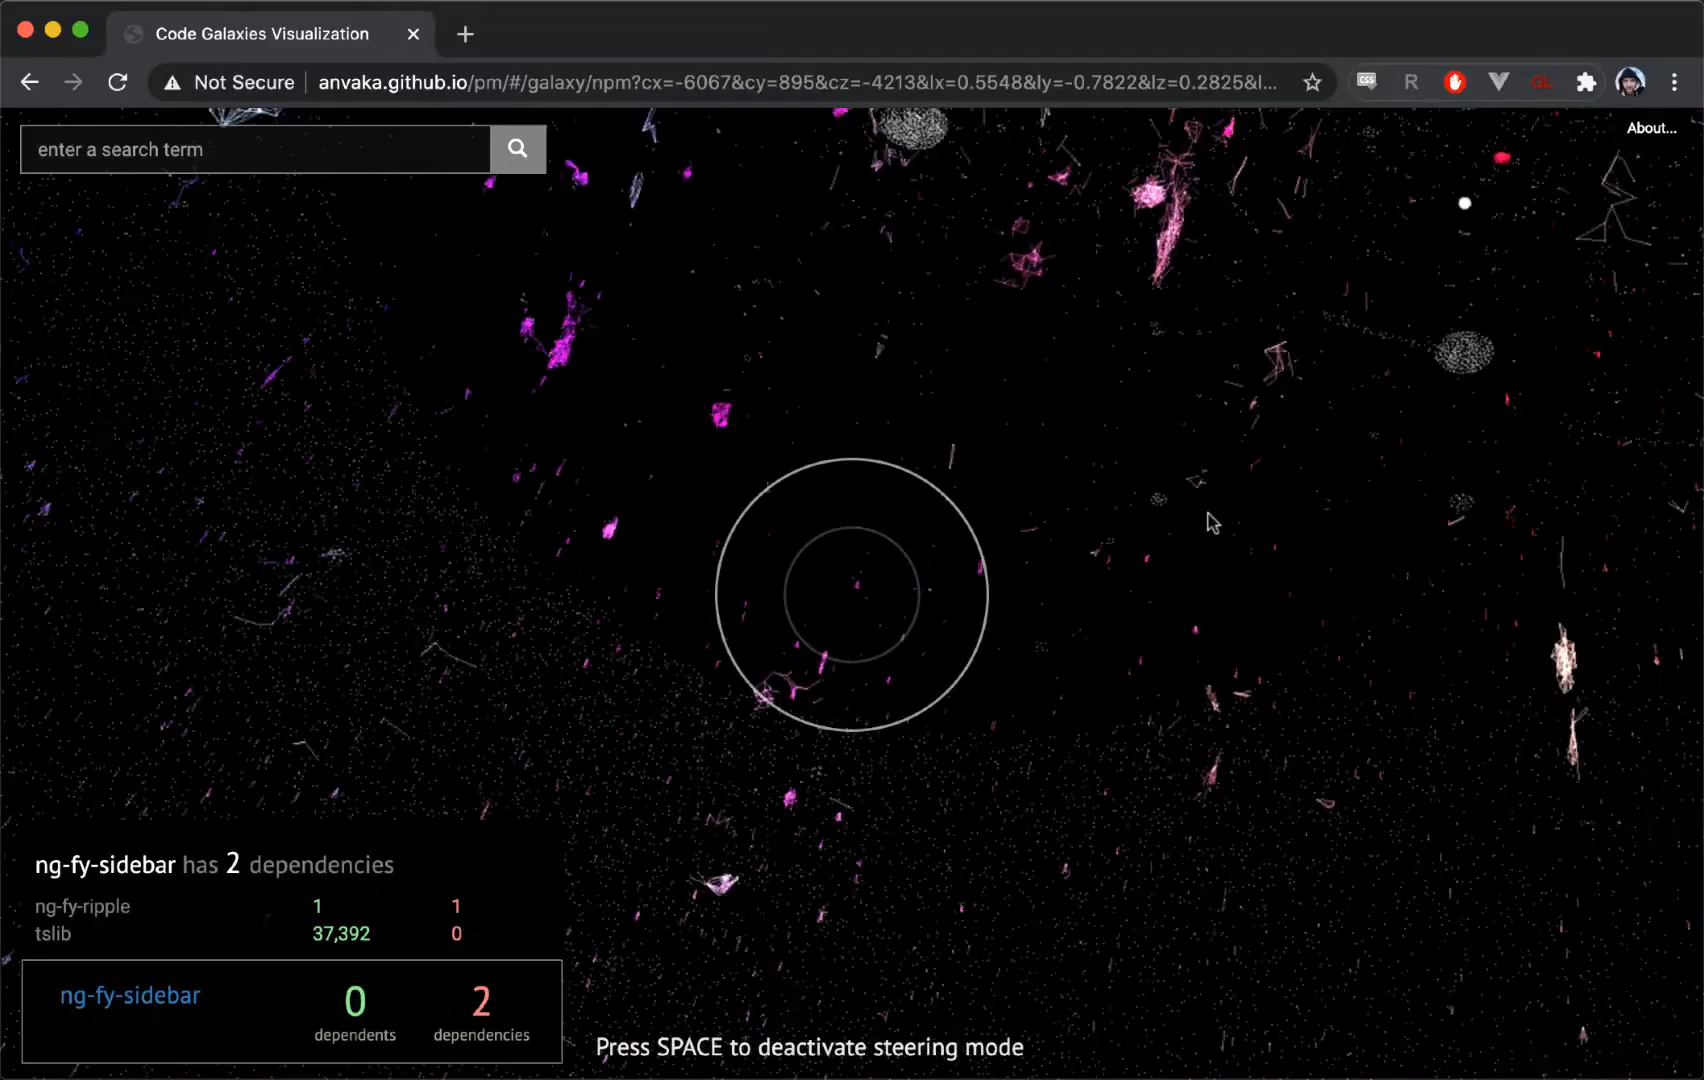 Code Galaxies Visualization
Not Secure anvaka.github.io/pm/#/galaxy/npm?cx=-6067&cy=895&cz=-4213&lx=0.5548&ly=-0.7822&lz=0.2825&l...
CSS R GL
enter a search term
About...
ng-fy-sidebar has 2 dependencies
ng-fy-ripple 1 1
tslib 37,392 0
ng-fy-sidebar 0 2
dependents dependencies
Press SPACE to deactivate steering mode